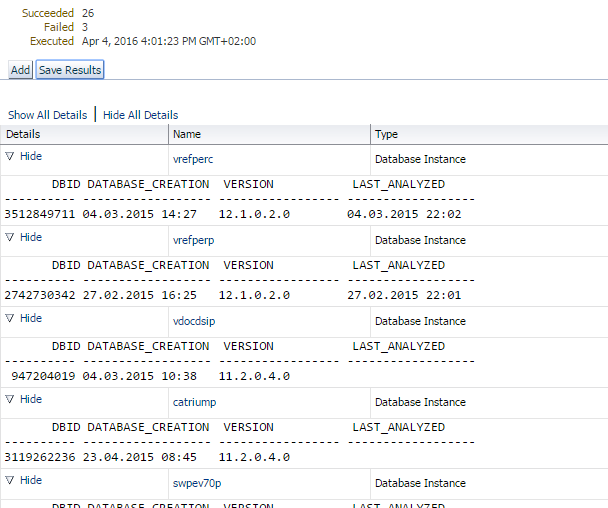 Succeeded 26
Failed 3
Executed Apr 4, 2016 4:01:23 PM GMT+02:00
Add Save Results
Show All Details | Hide All Details
Details Name Type
Hide vrefperc Database Instance
DBID DATABASE_CREATION VERSION LAST_ANALYZED
---------- ----------------- ----------------- -----------------
3512849711 04.03.2015 14:27 12.1.0.2.0 04.03.2015 22:02
Hide vrefperp Database Instance
DBID DATABASE_CREATION VERSION LAST_ANALYZED
---------- ----------------- ----------------- -----------------
2742730342 27.02.2015 16:25 12.1.0.2.0 27.02.2015 22:01
Hide vdocdsip Database Instance
DBID DATABASE_CREATION VERSION LAST_ANALYZED
---------- ----------------- ----------------- -----------------
947204019 04.03.2015 10:38 11.2.0.4.0
Hide catriump Database Instance
DBID DATABASE_CREATION VERSION LAST_ANALYZED
---------- ----------------- ----------------- -----------------
3119262236 23.04.2015 08:45 11.2.0.4.0
Hide swpev70p Database Instance
DBID DATABASE_CREATION VERSION LAST_ANALYZED